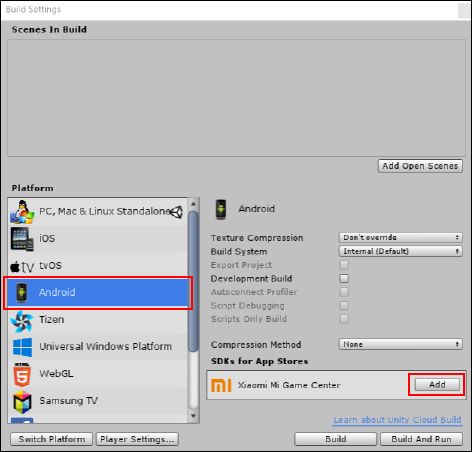 Build Settings
Scenes In Build
Add Open Scenes
Platform
PC, Mac & Linux Standalone
iOS
tvOS
Android
Tizen
Universal Windows Platform
WebGL
Samsung TV
Android
Texture Compression Don't override
Build System Internal (Default)
Export Project
Development Build
Autoconnect Profiler
Script Debugging
Scripts Only Build
Compression Method None
SDKs for App Stores
Xiaomi Mi Game Center Add
Learn about Unity Cloud Build
Switch Platform Player Settings... Build Build And Run